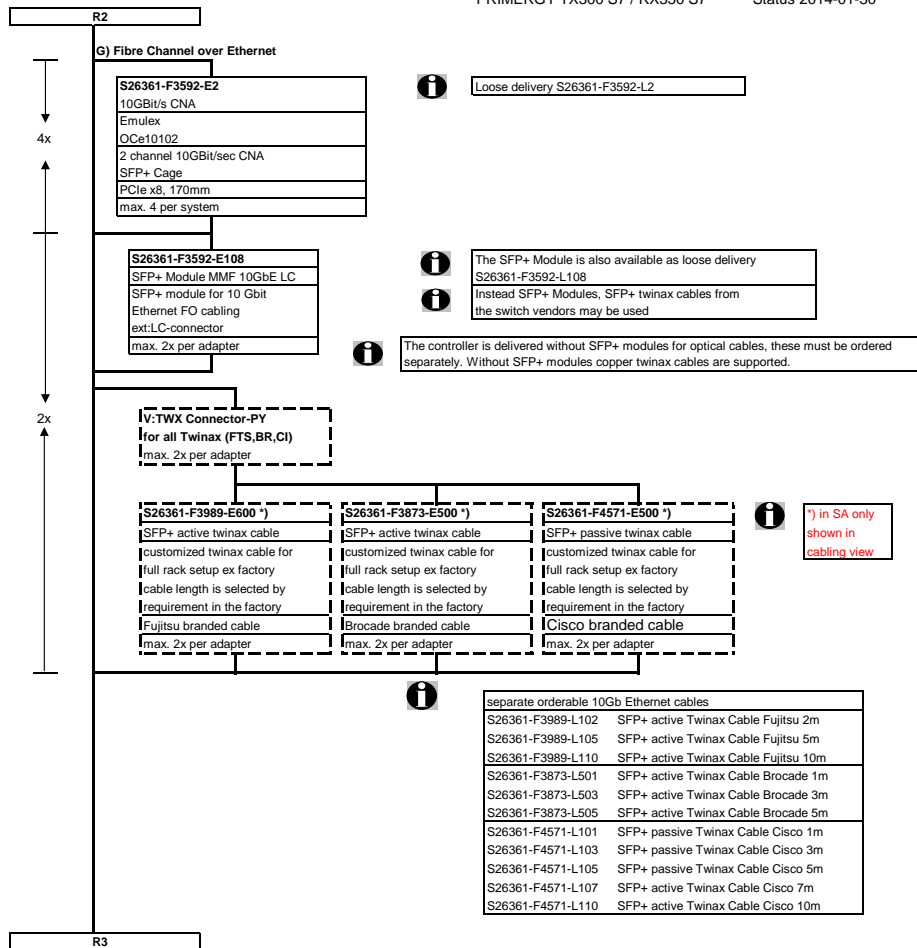 PRIMERGY TX300 S7 / RX350 S7 Status 2014-01-30
R2
G) Fibre Channel over Ethernet
4x
S26361-F3592-E2
10GBit/s CNA
Emulex
OCe10102
2 channel 10GBit/sec CNA
SFP+ Cage
PCIe x8, 170mm
max. 4 per system
Loose delivery S26361-F3592-L2
S26361-F3592-E108
SFP+ Module MMF 10GbE LC
SFP+ module for 10 Gbit
Ethernet FO cabling
ext:LC-connector
max. 2x per adapter
The SFP+ Module is also available as loose delivery
S26361-F3592-L108
Instead SFP+ Modules, SFP+ twinax cables from
the switch vendors may be used
The controller is delivered without SFP+ modules for optical cables, these must be ordered
separately. Without SFP+ modules copper twinax cables are supported.
2x
V:TWX Connector-PY
for all Twinax (FTS,BR,CI)
max. 2x per adapter
S26361-F3989-E600 *)
SFP+ active twinax cable
customized twinax cable for
full rack setup ex factory
cable length is selected by
requirement in the factory
Fujitsu branded cable
max. 2x per adapter
S26361-F3873-E500 *)
SFP+ active twinax cable
customized twinax cable for
full rack setup ex factory
cable length is selected by
requirement in the factory
Brocade branded cable
max. 2x per adapter
S26361-F4571-E500 *)
SFP+ passive twinax cable
customized twinax cable for
full rack setup ex factory
cable length is selected by
requirement in the factory
Cisco branded cable
max. 2x per adapter
*) in SA only
shown in
cabling view
separate orderable 10Gb Ethernet cables
S26361-F3989-L102 SFP+ active Twinax Cable Fujitsu 2m
S26361-F3989-L105 SFP+ active Twinax Cable Fujitsu 5m
S26361-F3989-L110 SFP+ active Twinax Cable Fujitsu 10m
S26361-F3873-L501 SFP+ active Twinax Cable Brocade 1m
S26361-F3873-L503 SFP+ active Twinax Cable Brocade 3m
S26361-F3873-L505 SFP+ active Twinax Cable Brocade 5m
S26361-F4571-L101 SFP+ passive Twinax Cable Cisco 1m
S26361-F4571-L103 SFP+ passive Twinax Cable Cisco 3m
S26361-F4571-L105 SFP+ passive Twinax Cable Cisco 5m
S26361-F4571-L107 SFP+ active Twinax Cable Cisco 7m
S26361-F4571-L110 SFP+ active Twinax Cable Cisco 10m
R3